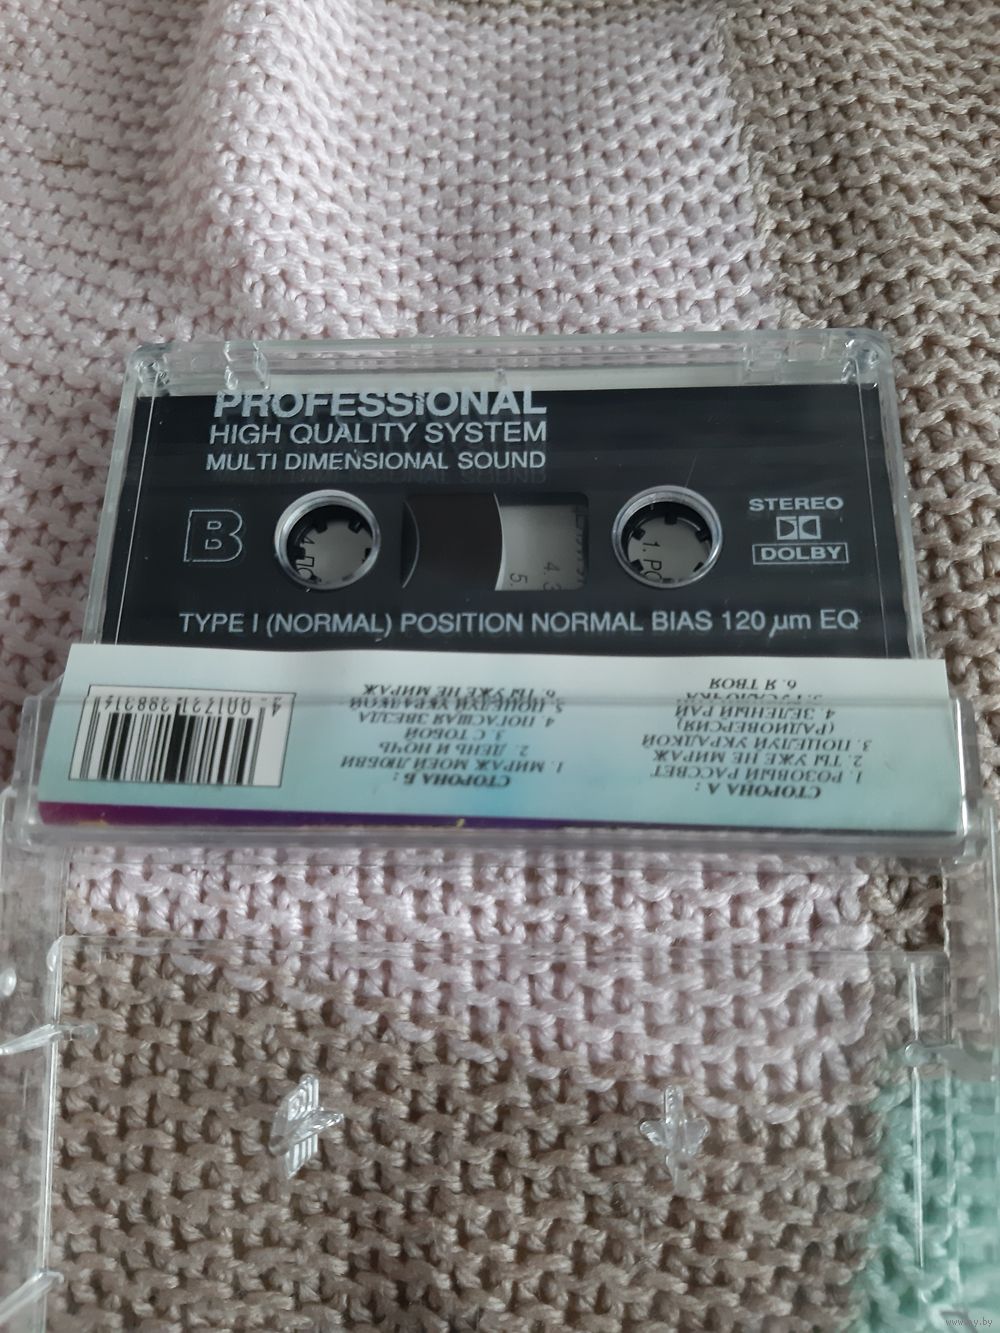 PROFESSIONAL
HIGH QUALITY SYSTEM
MULTI DIMENSIONAL SOUND
B
STEREO
DOLBY
TYPE I (NORMAL) POSITION NORMAL BIAS 120 µm EQ
СТОРОНА А :
1. РОЗОВЫЙ РАССВЕТ
2. ТЫ УЖЕ НЕ МИРАЖ
3. ПОЦЕЛУЙ УКРАДКОЙ
(РАДИОВЕРСИЯ)
4. ЗЕЛЕНЫЙ РАЙ
6. Я ТВОЯ
СТОРОНА Б :
1. МИРАЖ МОЕЙ ЛЮБВИ
2. ДЕНЬ И НОЧЬ
3. С ТОБОЙ
4. ПОГАСШАЯ ЗВЕЗДА
5. ПОЦЕЛУЙ УКРАДКОЙ
6. ТЫ УЖЕ НЕ МИРАЖ